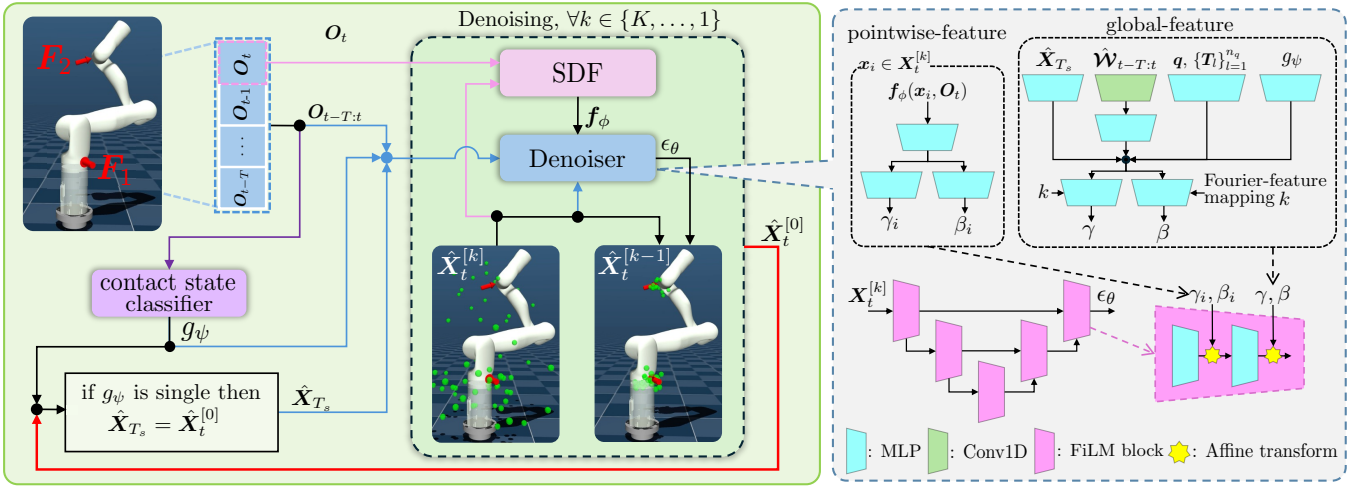 Denoising, ∀k ∈ {K, . . . , 1}
F₂
F₁
O_t
O_{t-1}
...
O_{t−T}
O_t
O_{t−T:t}
SDF
f_ϕ
Denoiser
ϵ_θ
X̂_t^{[k]}
X̂_t^{[k−1]}
X̂_t^{[0]}
contact state
classifier
g_ψ
if g_ψ is single then
X̂_{T_s} = X̂_t^{[0]}
X̂_{T_s}
pointwise-feature
x_i ∈ X_t^{[k]}
f_ϕ(x_i, O_t)
γ_i
β_i
global-feature
X̂_{T_s}
Ŵ_{t−T:t}
q, {T_l}_{l=1}^{n_q}
g_ψ
k
Fourier-feature
mapping k
γ
β
X_t^{[k]}
ϵ_θ
γ_i, β_i
γ, β
: MLP
: Conv1D
: FiLM block
: Affine transform